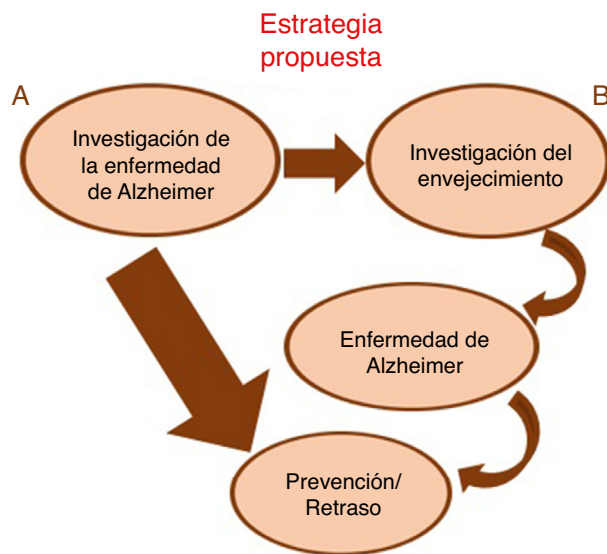 Estrategia
propuesta
A
B
Investigación de
la enfermedad
de Alzheimer
Investigación del
envejecimiento
Enfermedad de
Alzheimer
Prevención/
Retraso